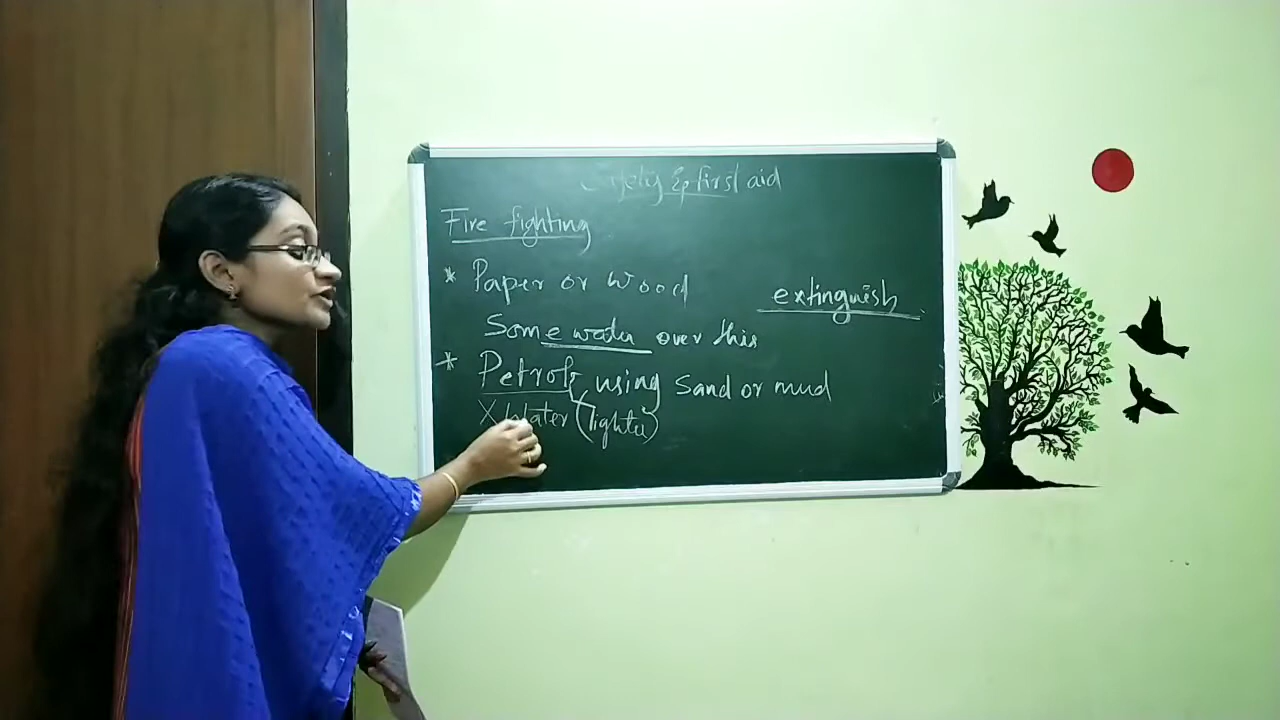 Safety & first aid
Fire fighting
* Paper or wood
extinguish
Some water over this
* Petrol, using sand or mud
X Water (lighter)